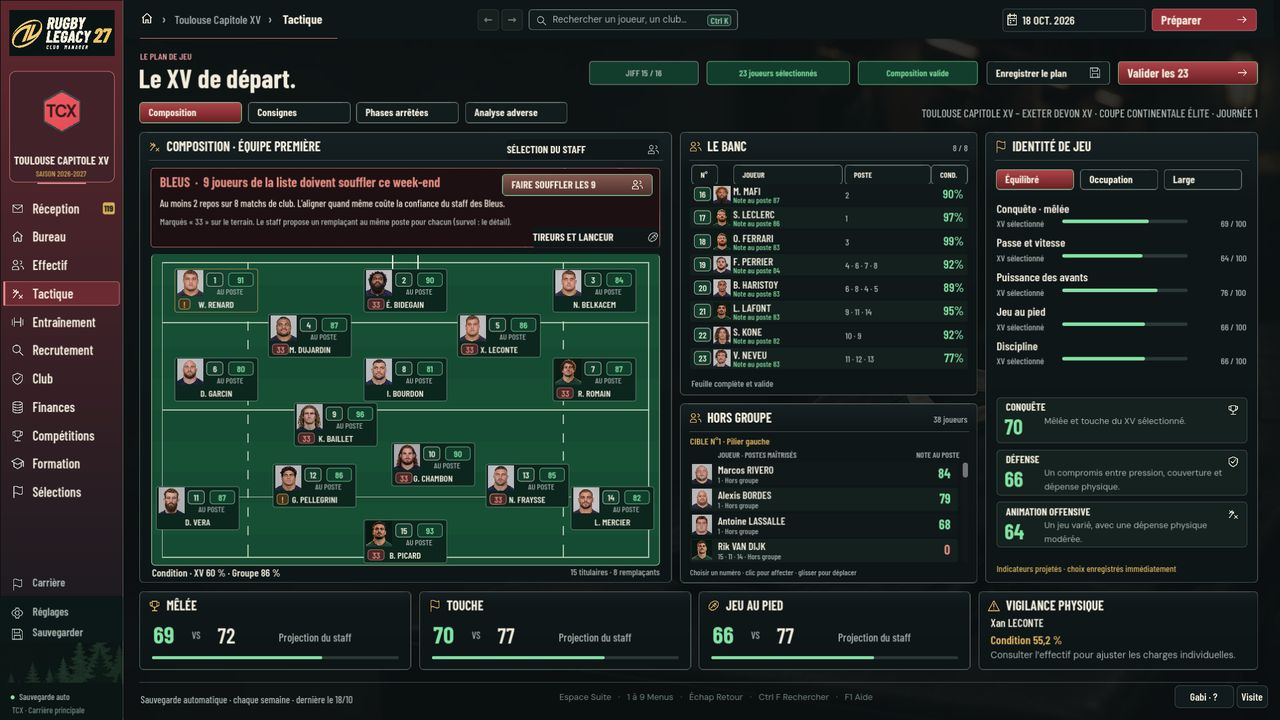 RUGBY
LEGACY 27
CLUB MANAGER
Toulouse Capitole XV
Tactique
Rechercher un joueur, un club...
Ctrl K
18 OCT. 2026
Préparer
TCX
TOULOUSE CAPITOLE XV
SAISON 2026-2027
Réception
119
Bureau
Effectif
Tactique
Entraînement
Recrutement
Club
Finances
Compétitions
Formation
Sélections
Carrière
Réglages
Sauvegarder
Sauvegarde auto
TCX · Carrière principale
LE PLAN DE JEU
Le XV de départ.
JIFF 15 / 16
23 joueurs sélectionnés
Composition valide
Enregistrer le plan
Valider les 23
Composition
Consignes
Phases arrêtées
Analyse adverse
TOULOUSE CAPITOLE XV – EXETER DEVON XV · COUPE CONTINENTALE ÉLITE · JOURNÉE 1
COMPOSITION · ÉQUIPE PREMIÈRE
SÉLECTION DU STAFF
BLEUS · 9 joueurs de la liste doivent souffler ce week-end
FAIRE SOUFFLER LES 9
Au moins 2 repos sur 8 matchs de club. L'aligner quand même coûte la confiance du staff des Bleus.
Marqués « 33 » sur le terrain. Le staff propose un remplaçant au même poste pour chacun (survol : le détail).
TIREURS ET LANCEUR
1 91
AU POSTE
! W. RENARD
2 90
AU POSTE
33 É. BIDEGAIN
3 84
AU POSTE
N. BELKACEM
4 87
AU POSTE
33 M. DUJARDIN
5 86
AU POSTE
33 X. LECONTE
6 80
AU POSTE
D. GARCIN
8 81
AU POSTE
I. BOURDON
7 87
AU POSTE
33 R. ROMAIN
9 96
AU POSTE
33 K. BAILLET
10 90
AU POSTE
33 G. CHAMBON
12 86
AU POSTE
! G. PELLEGRINI
13 85
AU POSTE
33 N. FRAYSSE
11 87
AU POSTE
D. VERA
14 82
AU POSTE
L. MERCIER
15 93
AU POSTE
33 B. PICARD
Condition · XV 60 % · Groupe 86 %
15 titulaires · 8 remplaçants
LE BANC
8 / 8
N° JOUEUR POSTE COND.
16 M. MAFI 2 90%
Note au poste 87
17 S. LECLERC 1 97%
Note au poste 86
18 O. FERRARI 3 99%
Note au poste 83
19 F. PERRIER 4 · 6 · 7 · 8 92%
Note au poste 84
20 B. HARISTOY 6 · 8 · 4 · 5 89%
Note au poste 83
21 L. LAFONT 9 · 11 · 14 95%
Note au poste 83
22 S. KONE 10 · 9 92%
Note au poste 82
23 V. NEVEU 11 · 12 · 13 77%
Note au poste 83
Feuille complète et valide
HORS GROUPE
38 joueurs
CIBLE N°1 · Pilier gauche
JOUEUR · POSTES MAÎTRISÉS NOTE AU POSTE
Marcos RIVERO 84
1 · Hors groupe
Alexis BORDES 79
1 · Hors groupe
Antoine LASSALLE 68
1 · Hors groupe
Rik VAN DIJK 0
15 · 11 · 14 · Hors groupe
Choisir un numéro · clic pour affecter · glisser pour déplacer
IDENTITÉ DE JEU
Équilibré
Occupation
Large
Conquête · mêlée
XV sélectionné 69 / 100
Passe et vitesse
XV sélectionné 64 / 100
Puissance des avants
XV sélectionné 76 / 100
Jeu au pied
XV sélectionné 66 / 100
Discipline
XV sélectionné 66 / 100
CONQUÊTE
70 Mêlée et touche du XV sélectionné.
DÉFENSE
66 Un compromis entre pression, couverture et
dépense physique.
ANIMATION OFFENSIVE
64 Un jeu varié, avec une dépense physique
modérée.
Indicateurs projetés · choix enregistrés immédiatement
MÊLÉE
69 VS 72 Projection du staff
TOUCHE
70 VS 77 Projection du staff
JEU AU PIED
66 VS 77 Projection du staff
VIGILANCE PHYSIQUE
Xan LECONTE
Condition 55,2 %
Consulter l'effectif pour ajuster les charges individuelles.
Sauvegarde automatique · chaque semaine · dernière le 18/10
Espace Suite · 1 à 9 Menus · Échap Retour · Ctrl F Rechercher · F1 Aide
Gabi · ?
Visite